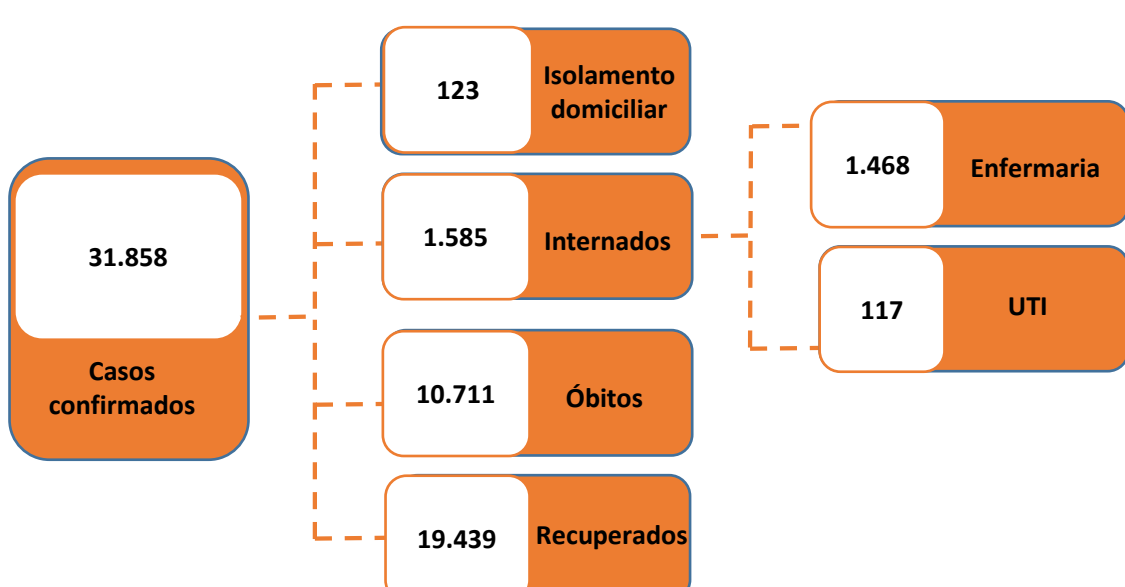 31.858
Casos
confirmados
123
Isolamento
domiciliar
1.585
Internados
10.711
Óbitos
19.439
Recuperados
1.468
Enfermaria
117
UTI